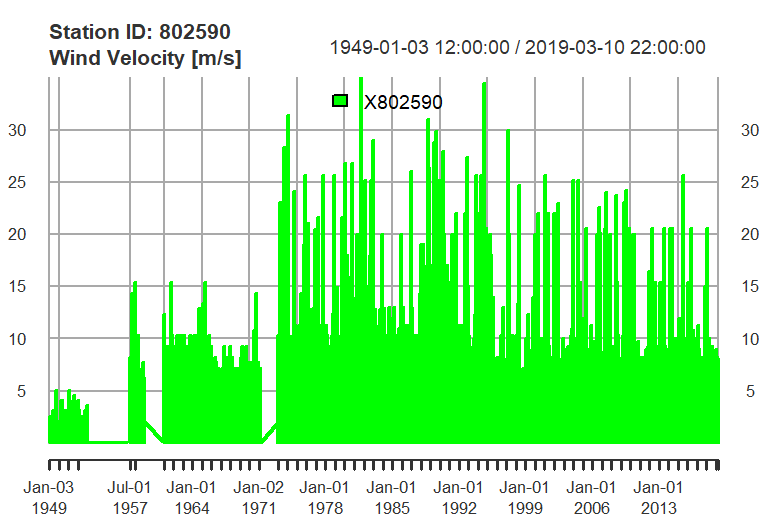 Station ID: 802590
Wind Velocity [m/s]
1949-01-03 12:00:00 / 2019-03-10 22:00:00
X802590
30 30
25 25
20 20
15 15
10 10
5 5
Jan-03 Jul-01 Jan-01 Jan-02 Jan-01 Jan-01 Jan-01 Jan-01 Jan-01 Jan-01
1949 1957 1964 1971 1978 1985 1992 1999 2006 2013